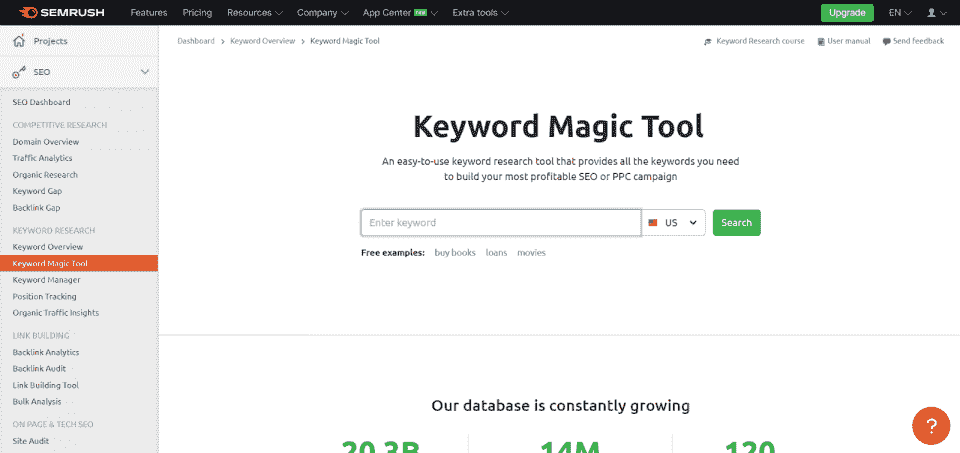 SEMRUSH
Features Pricing Resources Company App Center NEW Extra tools Upgrade EN
Projects
SEO
SEO Dashboard
COMPETITIVE RESEARCH
Domain Overview
Traffic Analytics
Organic Research
Keyword Gap
Backlink Gap
KEYWORD RESEARCH
Keyword Overview
Keyword Magic Tool
Keyword Manager
Position Tracking
Organic Traffic Insights
LINK BUILDING
Backlink Analytics
Backlink Audit
Link Building Tool
Bulk Analysis
ON PAGE & TECH SEO
Site Audit
Dashboard > Keyword Overview > Keyword Magic Tool
Keyword Research course User manual Send feedback
Keyword Magic Tool
An easy-to-use keyword research tool that provides all the keywords you need
to build your most profitable SEO or PPC campaign
Enter keyword US Search
Free examples: buy books loans movies
Our database is constantly growing
20.3B 14M 120
?